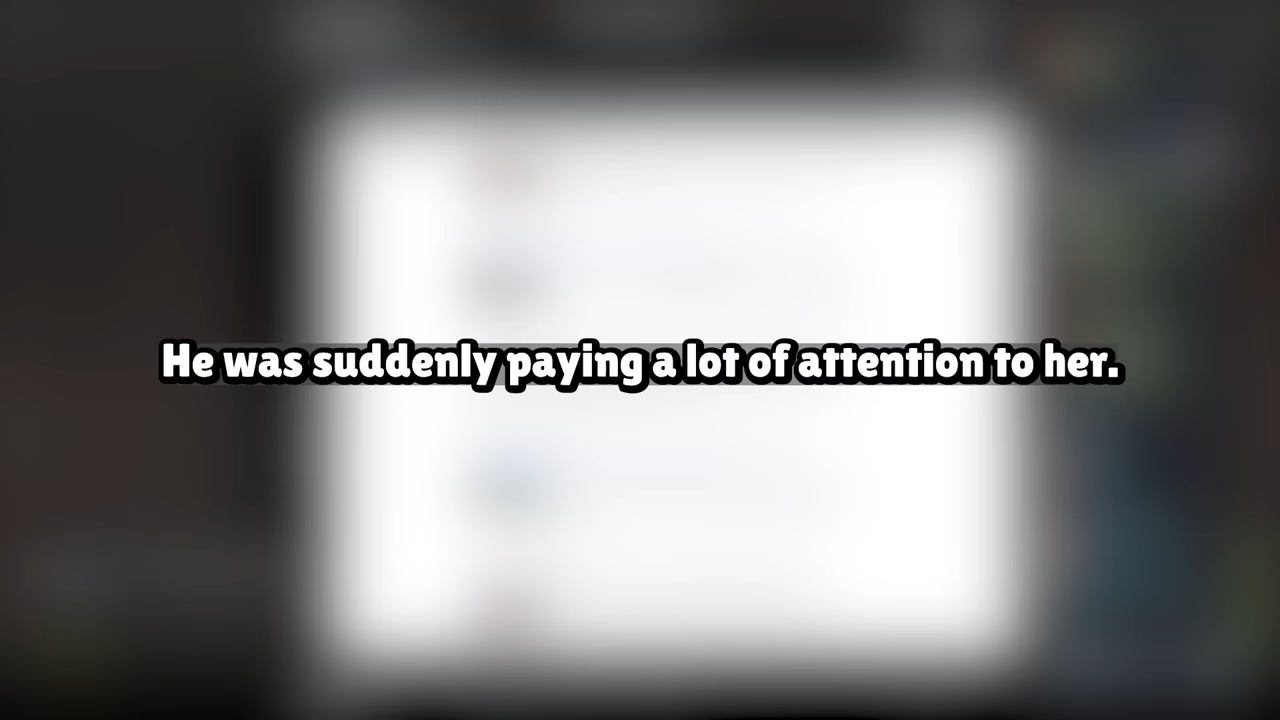 He was suddenly paying a lot of attention to her.